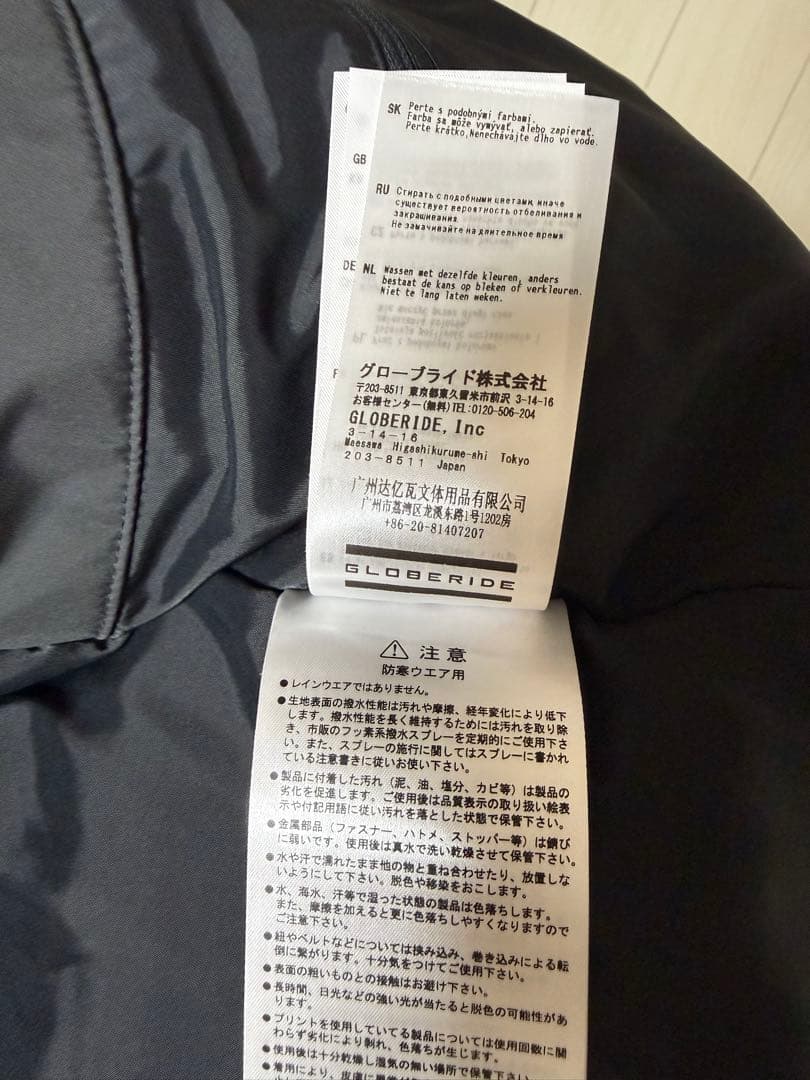 SK Perte s podobnými farbami.
Farba sa môže vymývať, alebo zapierať.
Perte krátko,Nenechávajte dlho vo vode.
GB
RU Стирать с подобными цветами, иначе
существует вероятность отбеливания и
закрашивания.
Не замачивайте на длительное время
DE NL Wassen met dezelfde kleuren, anders
bestaat de kans op bleken of verkleuren.
Niet te lang laten weken.
グローブライド株式会社
〒203-8511 東京都東久留米市前沢 3-14-16
お客様センター(無料)TEL:0120-506-204
GLOBERIDE, Inc
3-14-16
Maesawa Higashikurume-shi Tokyo
203-8511 Japan
广州达亿瓦文体用品有限公司
广州市荔湾区龙溪东路1号1202房
+86-20-81407207
GLOBERIDE
⚠ 注意
防寒ウエア用
●レインウエアではありません。
●生地表面の撥水性能は汚れや摩擦、経年変化により低下
します。撥水性能を長く維持するためには汚れを取り除
き、市販のフッ素系撥水スプレーを定期的にご使用下さ
い。また、スプレーの施行に関してはスプレーに書かれ
ている注意書きに従いお使い下さい。
●製品に付着した汚れ（泥、油、塩分、カビ等）は製品の
劣化を促進します。ご使用後は品質表示の取り扱い絵表
示や付記用語に従い汚れを落とした状態で保管下さい。
●金属部品（ファスナー、ハトメ、ストッパー等）は錆び
に弱いです。使用後は真水で洗い乾燥させて保管下さい。
●水や汗で濡れたまま他の物と重ね合わせたり、放置しな
いようにして下さい。脱色や移染をおこします。
●水、海水、汗等で湿った状態の製品は色落ちします。
また、摩擦を加えると更に色落ちしやすくなりますので
ご注意下さい。
●紐やベルトなどについては挟み込み、巻き込みによる転
倒に繋がります。十分気をつけてご使用下さい。
●表面の粗いものとの接触はお避け下さい。
●長時間、日光などの強い光が当たると脱色の可能性があ
ります。
●プリントを使用している製品については使用回数に関
わらず劣化により剥れ、色落ちが生じます。
●使用後は十分乾燥し湿気の無い場所で保管下さい。
●着用により、皮膚に